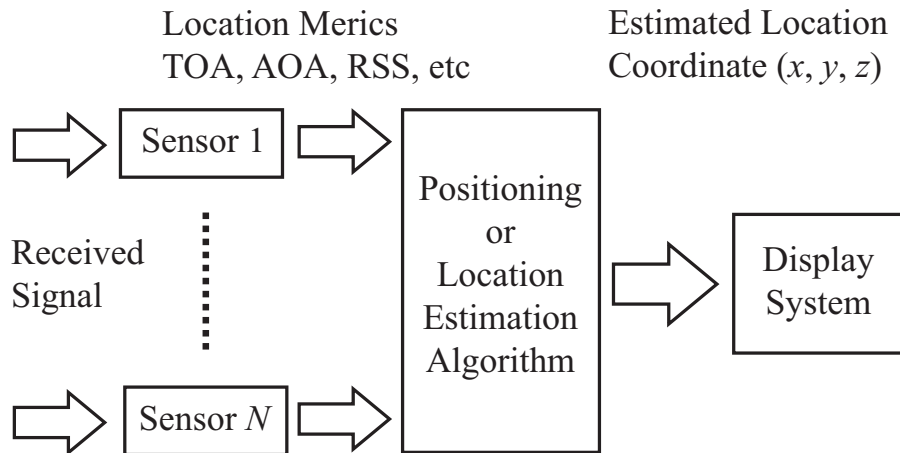 Location Merics
TOA, AOA, RSS, etc
Estimated Location
Coordinate (x, y, z)
Sensor 1
Received
Signal
Sensor N
Positioning
or
Location
Estimation
Algorithm
Display
System